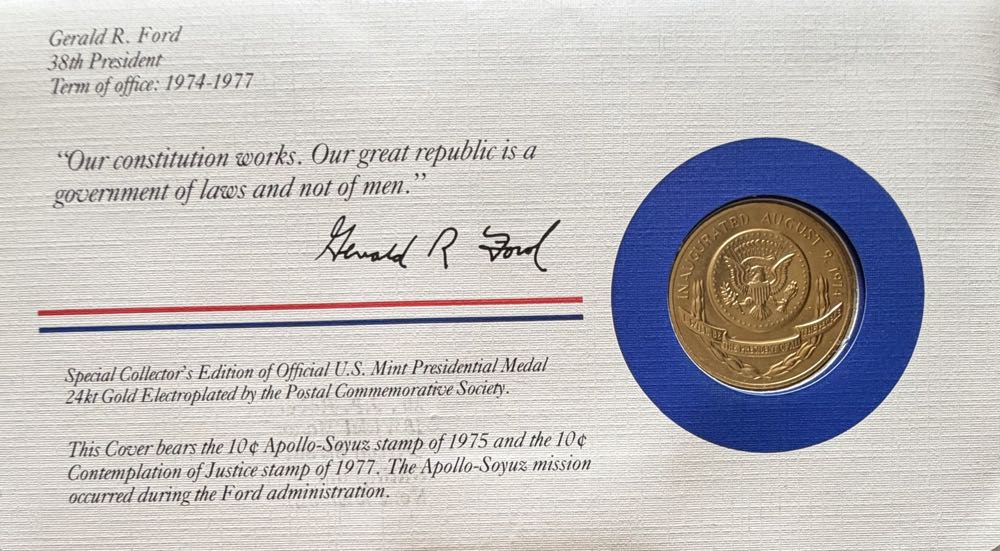 Gerald R. Ford
38th President
Term of office: 1974-1977
“Our constitution works. Our great republic is a
government of laws and not of men.”
Gerald R Ford
Special Collector's Edition of Official U.S. Mint Presidential Medal
24kt Gold Electroplated by the Postal Commemorative Society.
This Cover bears the 10¢ Apollo-Soyuz stamp of 1975 and the 10¢
Contemplation of Justice stamp of 1977. The Apollo-Soyuz mission
occurred during the Ford administration.
INAUGURATED AUGUST 9, 1974
I WILL BE
THE PRESIDENT OF ALL
THE PEOPLE